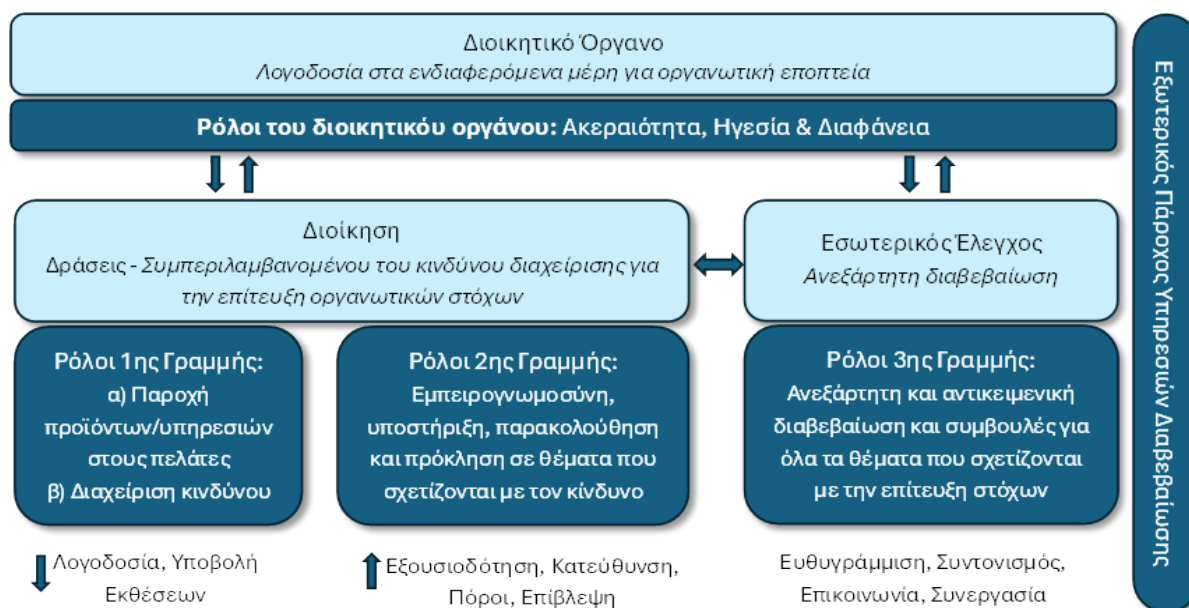 Διοικητικό Όργανο
Λογοδοσία στα ενδιαφερόμενα μέρη για οργανωτική εποπτεία
Ρόλοι του διοικητικόυ οργάνου: Ακεραιότητα, Ηγεσία & Διαφάνεια
Διοίκηση
Δράσεις - Συμπεριλαμβανομένου του κινδύνου διαχείρισης για
την επίτευξη οργανωτικών στόχων
Εσωτερικός Έλεγχος
Ανεξάρτητη διαβεβαίωση
Ρόλοι 1ης Γραμμής:
α) Παροχή
προϊόντων/υπηρεσιών
στους πελάτες
β) Διαχείριση κινδύνου
Ρόλοι 2ης Γραμμής:
Εμπειρογνωμοσύνη,
υποστήριξη, παρακολούθηση
και πρόκληση σε θέματα που
σχετίζονται με τον κίνδυνο
Ρόλοι 3ης Γραμμής:
Ανεξάρτητη και αντικειμενική
διαβεβαίωση και συμβουλές για
όλα τα θέματα που σχετίζονται
με την επίτευξη στόχων
Λογοδοσία, Υποβολή
Εκθέσεων
Εξουσιοδότηση, Κατεύθυνση,
Πόροι, Επίβλεψη
Ευθυγράμμιση, Συντονισμός,
Επικοινωνία, Συνεργασία
Εξωτερικός Πάροχος Υπηρεσιών Διαβεβαίωσης